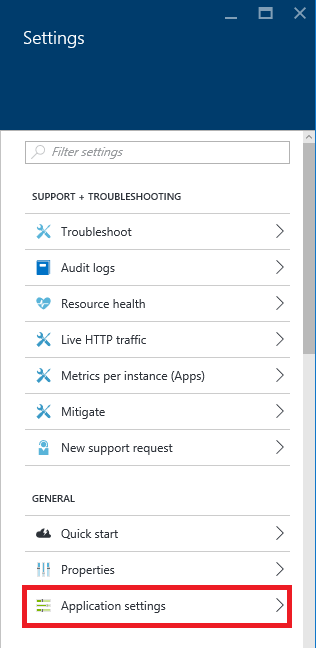 Settings
Filter settings
SUPPORT + TROUBLESHOOTING
Troubleshoot
Audit logs
Resource health
Live HTTP traffic
Metrics per instance (Apps)
Mitigate
New support request
GENERAL
Quick start
Properties
Application settings